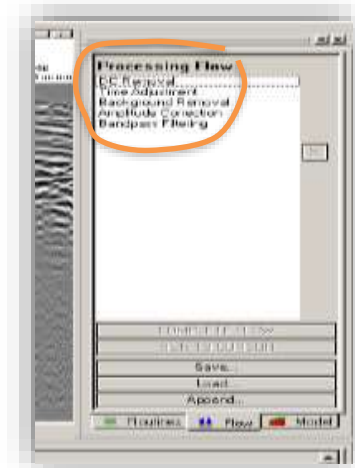 Processing Flow
DC Removal
Time Adjustment
Background Removal
Amplitude Correction
Bandpass Filtering
Save...
Load...
Append...
Routines Flow Model